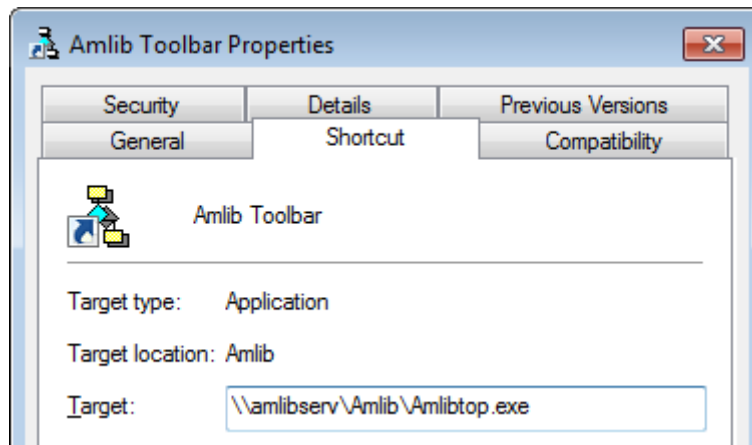 Amlib Toolbar Properties
Security Details Previous Versions
General Shortcut Compatibility
Amlib Toolbar
Target type: Application
Target location: Amlib
Target: \\amlibserv\Amlib\Amlibtop.exe